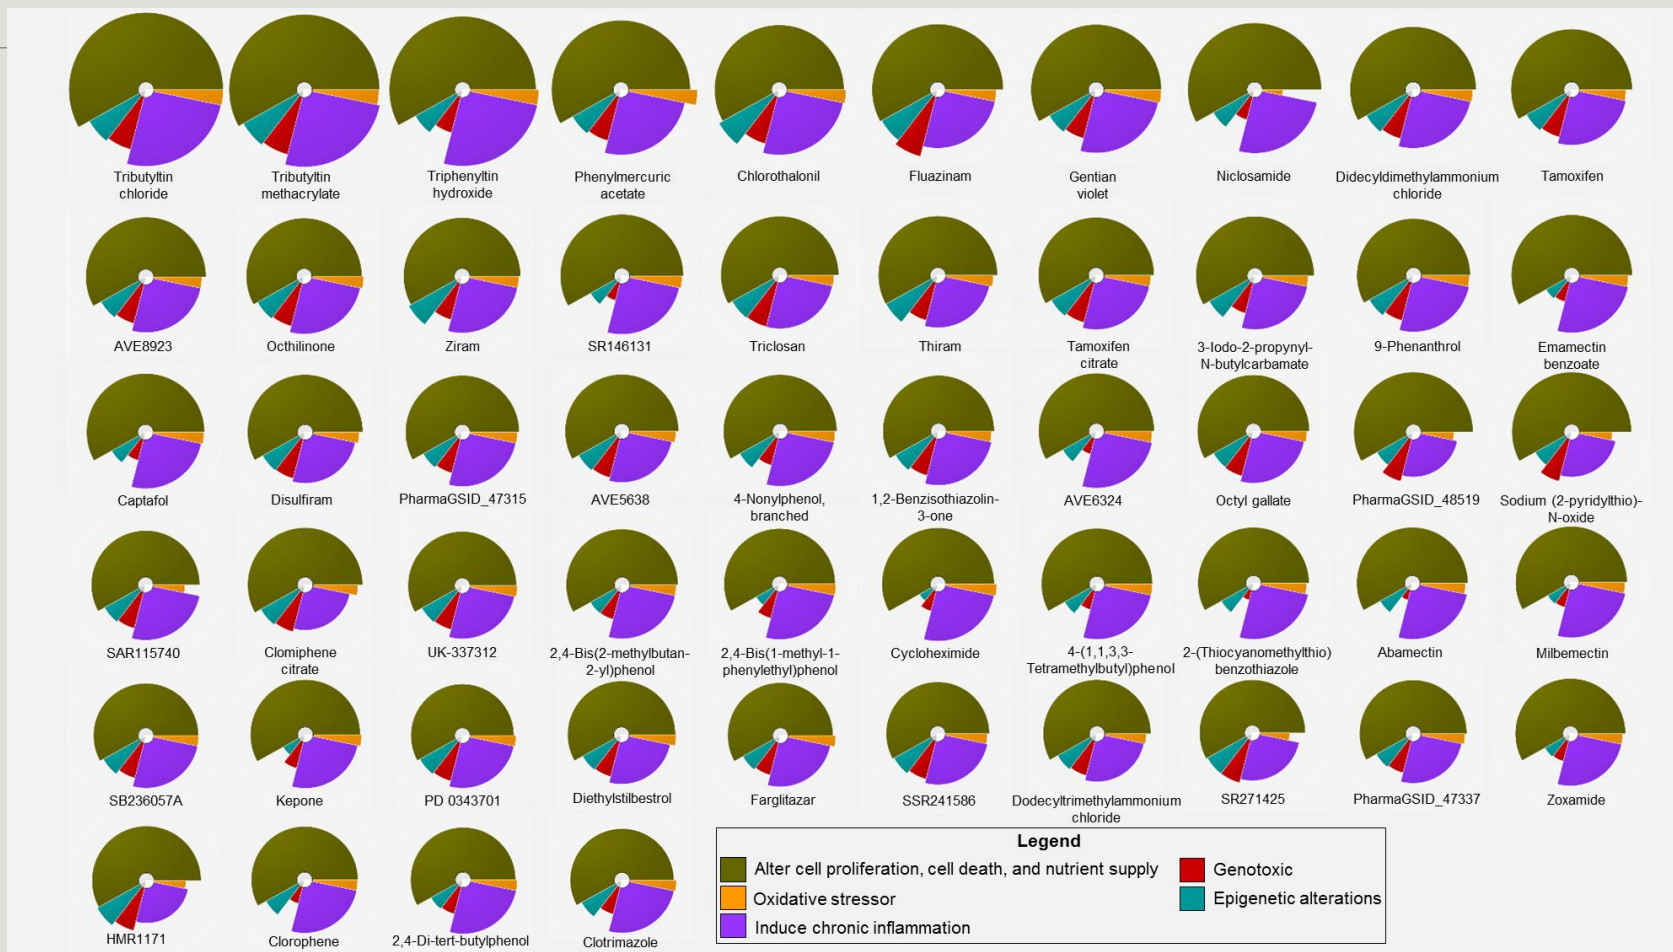 Tributyltin
chloride
Tributyltin
methacrylate
Triphenyltin
hydroxide
Phenylmercuric
acetate
Chlorothalonil
Fluazinam
Gentian
violet
Niclosamide
Didecyldimethylammonium
chloride
Tamoxifen
AVE8923
Octhilinone
Ziram
SR146131
Triclosan
Thiram
Tamoxifen
citrate
3-Iodo-2-propynyl-
N-butylcarbamate
9-Phenanthrol
Emamectin
benzoate
Captafol
Disulfiram
PharmaGSID_47315
AVE5638
4-Nonylphenol,
branched
1,2-Benzisothiazolin-
3-one
AVE6324
Octyl gallate
PharmaGSID_48519
Sodium (2-pyridylthio)-
N-oxide
SAR115740
Clomiphene
citrate
UK-337312
2,4-Bis(2-methylbutan-
2-yl)phenol
2,4-Bis(1-methyl-1-
phenylethyl)phenol
Cycloheximide
4-(1,1,3,3-
Tetramethylbutyl)phenol
2-(Thiocyanomethylthio)
benzothiazole
Abamectin
Milbemectin
SB236057A
Kepone
PD 0343701
Diethylstilbestrol
Farglitazar
SSR241586
Dodecyltrimethylammonium
chloride
SR271425
PharmaGSID_47337
Zoxamide
HMR1171
Clorophene
2,4-Di-tert-butylphenol
Clotrimazole
Legend
Alter cell proliferation, cell death, and nutrient supply
Oxidative stressor
Induce chronic inflammation
Genotoxic
Epigenetic alterations